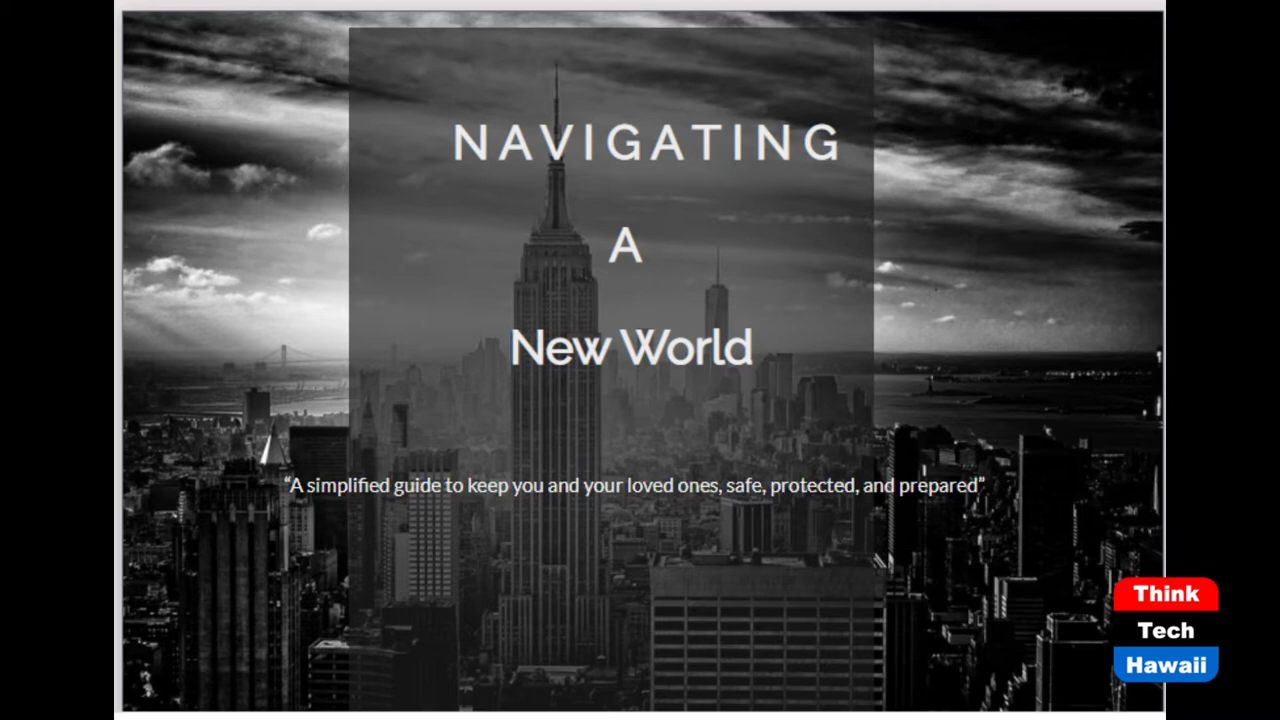 NAVIGATING
A
New World
“A simplified guide to keep you and your loved ones, safe, protected, and prepared”
Think
Tech
Hawaii